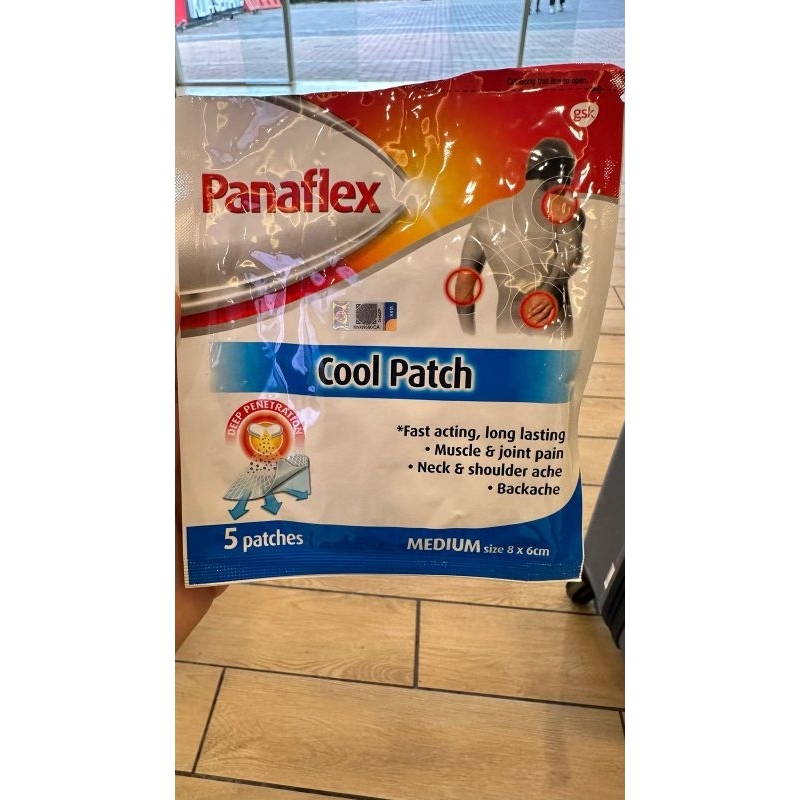 Panaflex
gsk
Cool Patch
DEEP PENETRATION
*Fast acting, long lasting
• Muscle & joint pain
• Neck & shoulder ache
• Backache
5 patches
MEDIUM size 8 x 6cm